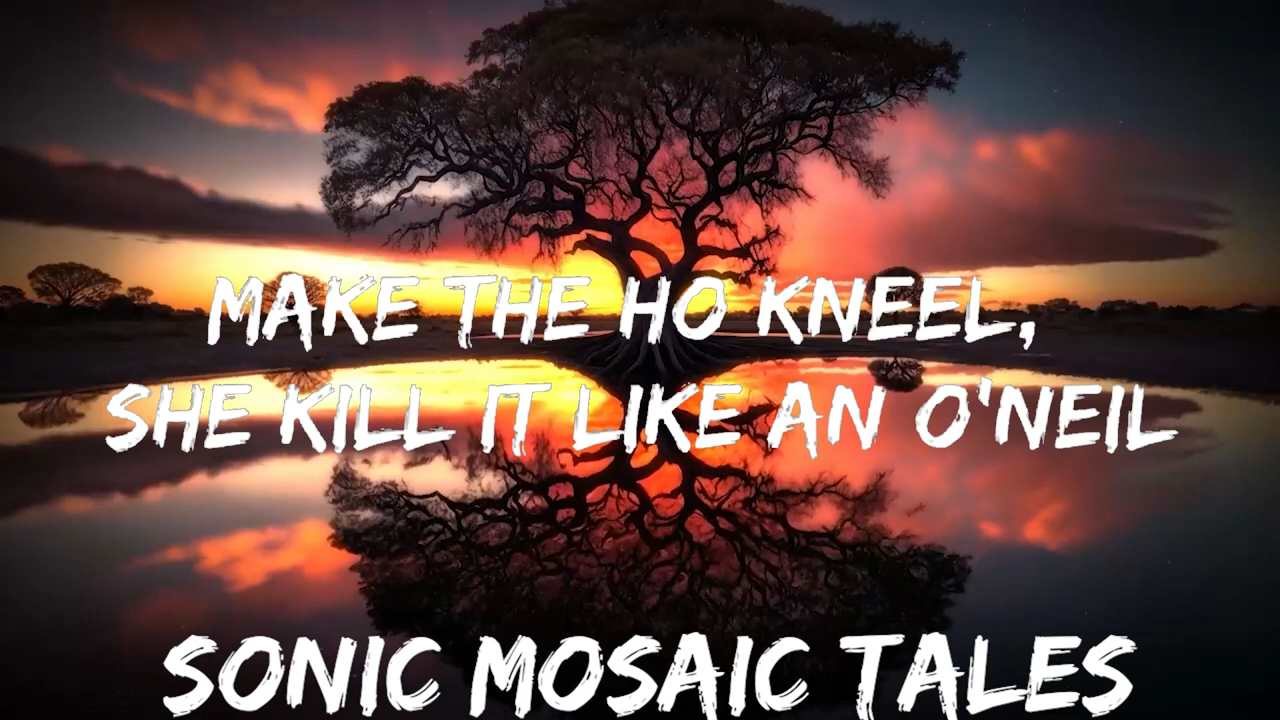 MAKE THE HO KNEEL,
SHE KILL IT LIKE AN O'NEIL
SONIC MOSAIC TALES